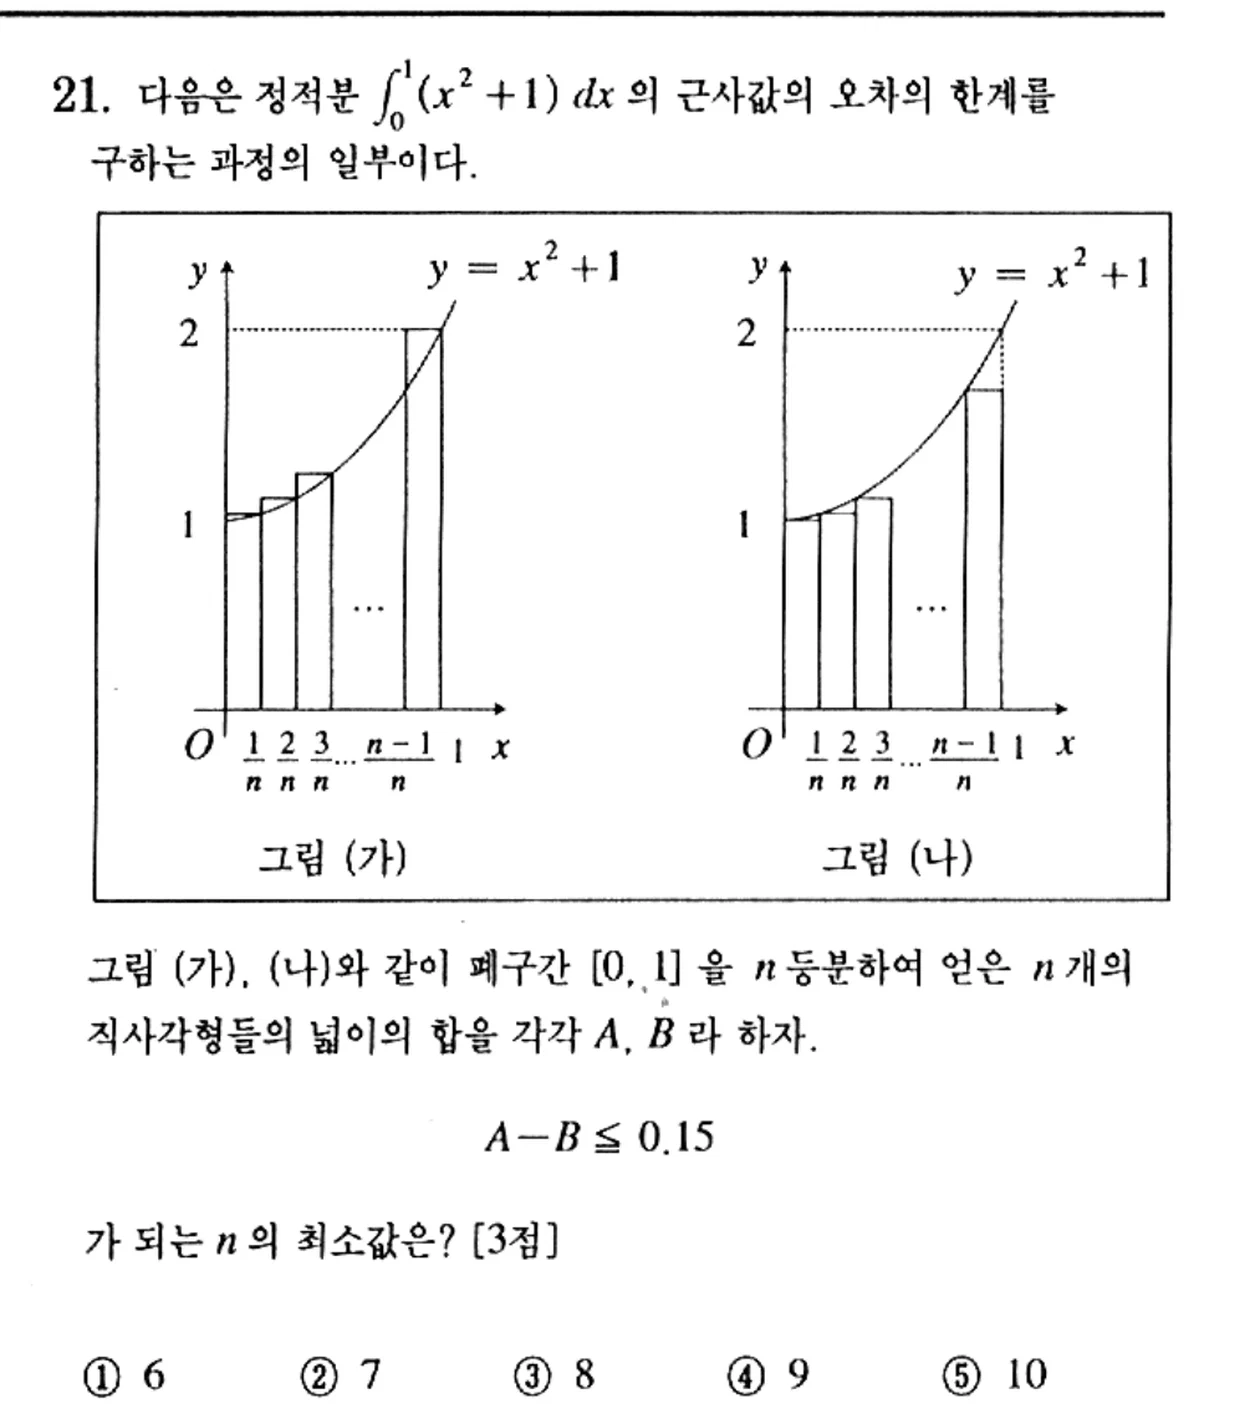 21. 다음은 정적분 ∫₀¹(x² + 1) dx 의 근사값의 오차의 한계를
구하는 과정의 일부이다.
y
y = x² + 1
2
1
...
O 1/n 2/n 3/n ... n-1/n 1 x
그림 (가)
y
y = x² + 1
2
1
...
O 1/n 2/n 3/n ... n-1/n 1 x
그림 (나)
그림 (가), (나)와 같이 폐구간 [0, 1] 을 n 등분하여 얻은 n 개의
직사각형들의 넓이의 합을 각각 A, B 라 하자.
A-B ≦ 0.15
가 되는 n 의 최소값은? [3점]
① 6 ② 7 ③ 8 ④ 9 ⑤ 10